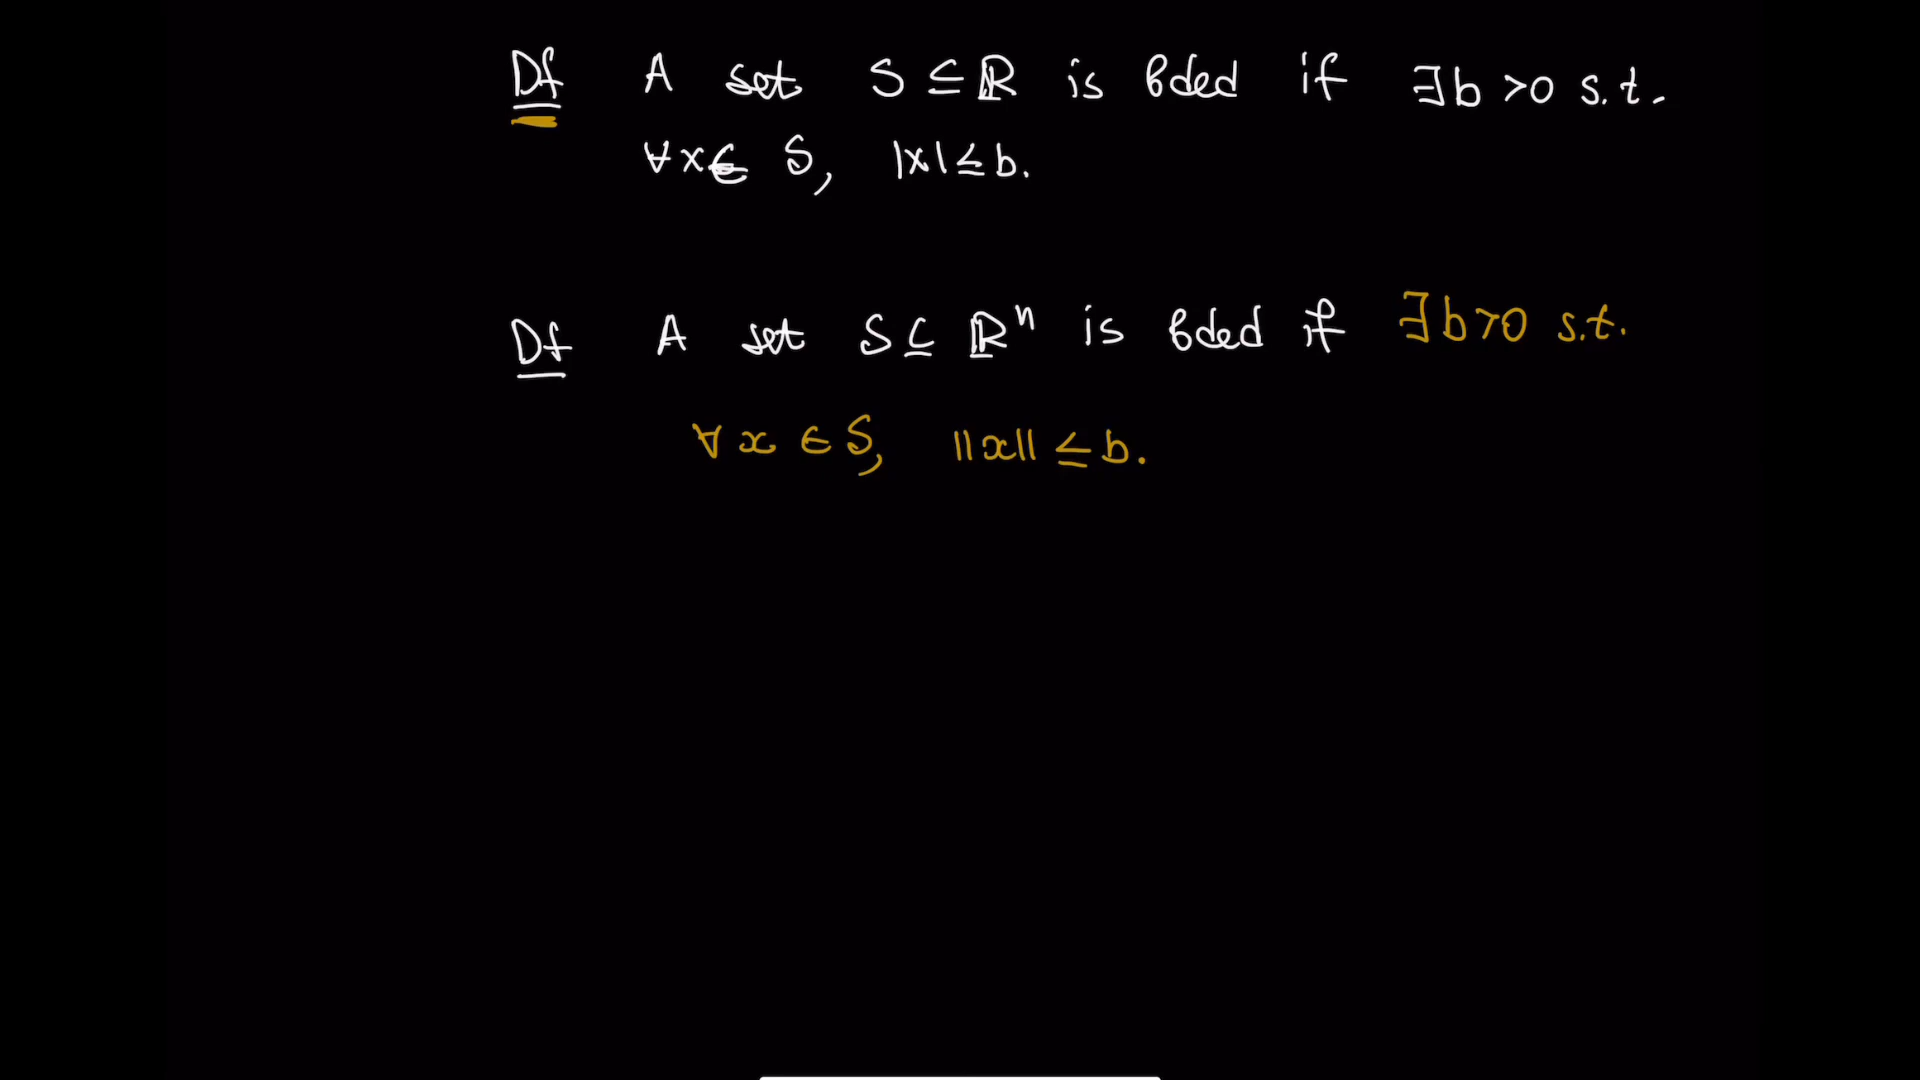 Df A set S ⊆ ℝ is bded if ∃b >0 s.t.
∀x∈ S, |x|≤b.
Df A set S ⊆ ℝⁿ is bded if ∃b>0 s.t.
∀ x ∈ S, ||x|| ≤ b.